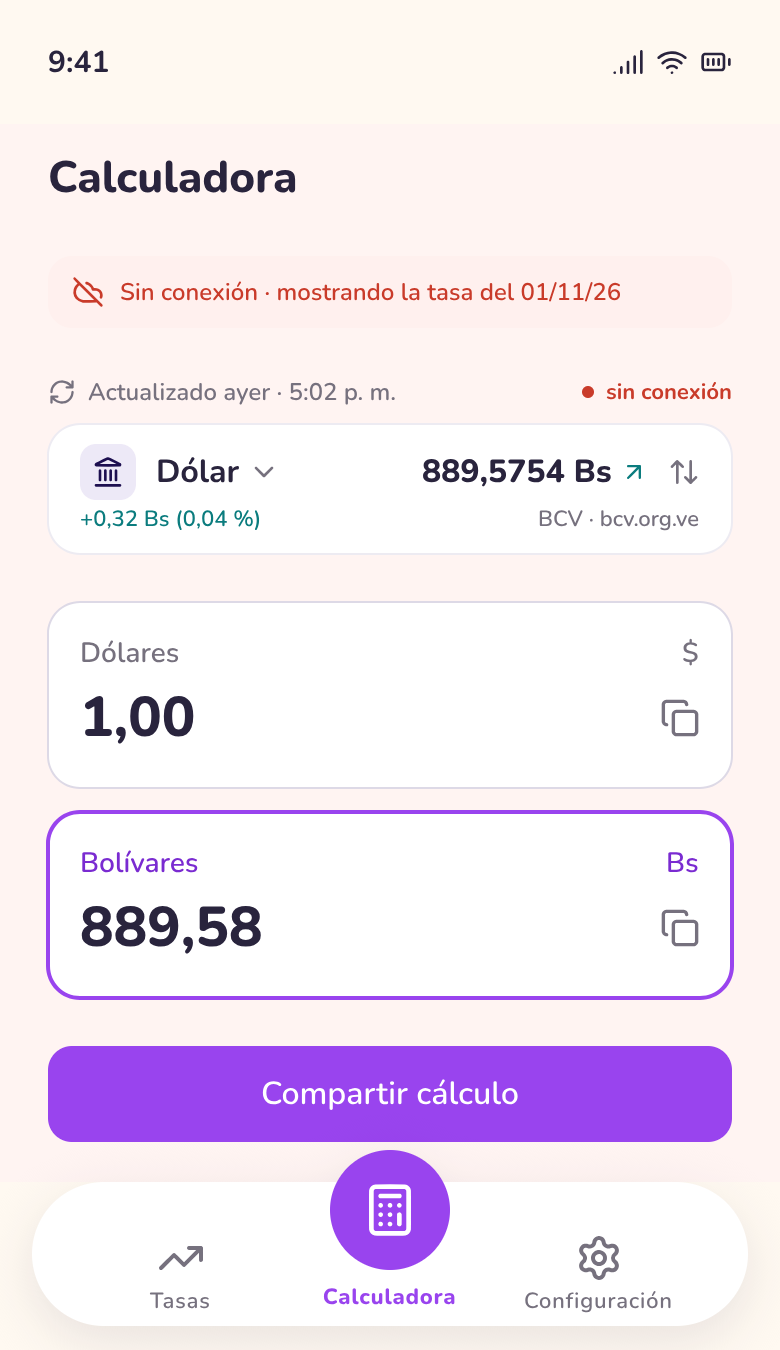 9:41
Calculadora
Sin conexión · mostrando la tasa del 01/11/26
Actualizado ayer · 5:02 p. m.
sin conexión
Dólar
889,5754 Bs
+0,32 Bs (0,04 %)
BCV · bcv.org.ve
Dólares
$
1,00
Bolívares
Bs
889,58
Compartir cálculo
Tasas
Calculadora
Configuración